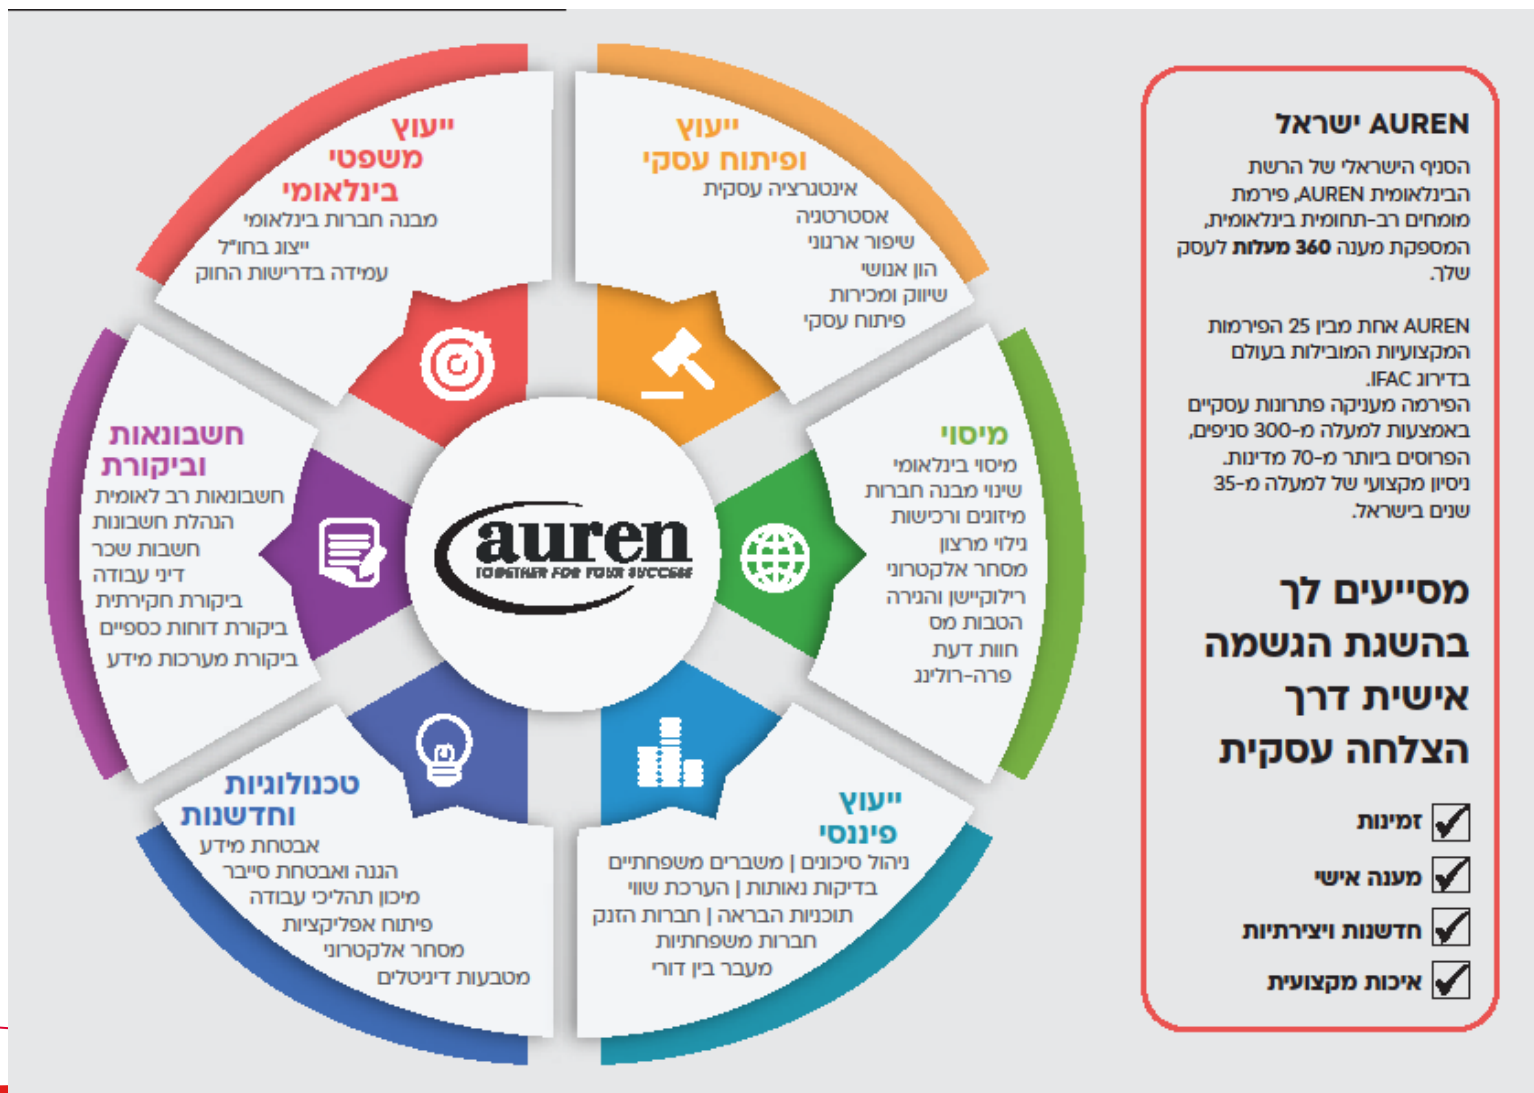 AUREN ישראל
הסניף הישראלי של הרשת
הבינלאומית AUREN, פירמת
מומחים רב-תחומית בינלאומית,
המספקת מענה 360 מעלות לעסק
שלך.
AUREN אחת מבין 25 הפירמות
המקצועיות המובילות בעולם
בדירוג IFAC.
הפירמה מעניקה פתרונות עסקיים
באמצעות למעלה מ-300 סניפים,
הפרוסים ביותר מ-70 מדינות.
ניסיון מקצועי של למעלה מ-35
שנים בישראל.
מסייעים לך
בהשגת הגשמה
אישית דרך
הצלחה עסקית
זמינות
מענה אישי
חדשנות ויצירתיות
איכות מקצועית
ייעוץ
ופיתוח עסקי
אינטגרציה עסקית
אסטרטגיה
שיפור ארגוני
הון אנושי
שיווק ומכירות
פיתוח עסקי
מיסוי
מיסוי בינלאומי
שינוי מבנה חברות
מיזוגים ורכישות
גילוי מרצון
מסחר אלקטרוני
רילוקיישן והגירה
הטבות מס
חוות דעת
פרה-רולינג
ייעוץ
פיננסי
ניהול סיכונים | משברים משפחתיים
בדיקות נאותות | הערכת שווי
תוכניות הבראה | חברות הזנק
חברות משפחתיות
מעבר בין דורי
טכנולוגיות
וחדשנות
אבטחת מידע
הגנה ואבטחת סייבר
מיכון תהליכי עבודה
פיתוח אפליקציות
מסחר אלקטרוני
מטבעות דיגיטלים
חשבונאות
וביקורת
חשבונאות רב לאומית
הנהלת חשבונות
חשבות שכר
דיני עבודה
ביקורת חקירתית
ביקורת דוחות כספיים
ביקורת מערכות מידע
ייעוץ
משפטי
בינלאומי
מבנה חברות בינלאומי
ייצוג בחו"ל
עמידה בדרישות החוק
auren
TOGETHER FOR YOUR SUCCESS